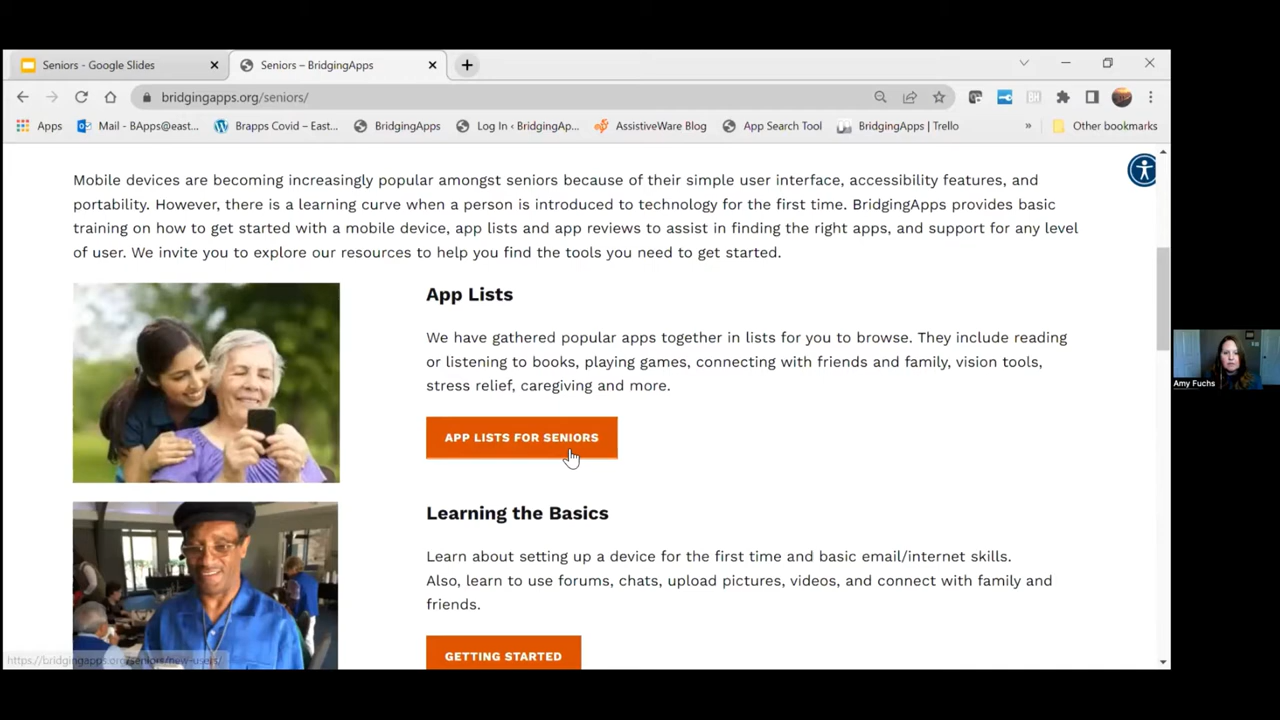 Seniors - Google Slides
Seniors – BridgingApps
bridgingapps.org/seniors/
Apps
Mail - BApps@east...
Brapps Covid – East...
BridgingApps
Log In ‹ BridgingAp...
AssistiveWare Blog
App Search Tool
BridgingApps | Trello
»
Other bookmarks
Mobile devices are becoming increasingly popular amongst seniors because of their simple user interface, accessibility features, and
portability. However, there is a learning curve when a person is introduced to technology for the first time. BridgingApps provides basic
training on how to get started with a mobile device, app lists and app reviews to assist in finding the right apps, and support for any level
of user. We invite you to explore our resources to help you find the tools you need to get started.
App Lists
We have gathered popular apps together in lists for you to browse. They include reading
or listening to books, playing games, connecting with friends and family, vision tools,
stress relief, caregiving and more.
APP LISTS FOR SENIORS
Amy Fuchs
Learning the Basics
Learn about setting up a device for the first time and basic email/internet skills.
Also, learn to use forums, chats, upload pictures, videos, and connect with family and
friends.
GETTING STARTED
https://bridgingapps.org/seniors/new-users/